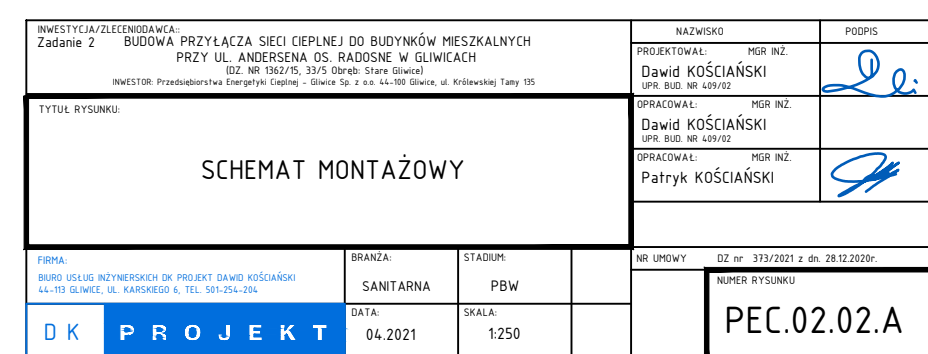 INWESTYCJA/ZLECENIODAWCA::
Zadanie 2 BUDOWA PRZYŁĄCZA SIECI CIEPLNEJ DO BUDYNKÓW MIESZKALNYCH
PRZY UL. ANDERSENA OS. RADOSNE W GLIWICACH
(DZ. NR 1362/15, 33/5 Obręb: Stare Gliwice)
INWESTOR: Przedsiębiorstwa Energetyki Cieplnej - Gliwice Sp. z o.o. 44-100 Gliwice, ul. Królewskiej Tamy 135
TYTUŁ RYSUNKU:
SCHEMAT MONTAŻOWY
NAZWISKO PODPIS
PROJEKTOWAŁ: MGR INŻ.
Dawid KOŚCIAŃSKI
UPR. BUD. NR 409/02
OPRACOWAŁ: MGR INŻ.
Dawid KOŚCIAŃSKI
UPR. BUD. NR 409/02
OPRACOWAŁ: MGR INŻ.
Patryk KOŚCIAŃSKI
FIRMA:
BIURO USŁUG INŻYNIERSKICH DK PROJEKT DAWID KOŚCIAŃSKI
44-113 GLIWICE, UL. KARSKIEGO 6, TEL. 501-254-204
DK PROJEKT
BRANŻA:
SANITARNA
STADIUM:
PBW
DATA:
04.2021
SKALA:
1:250
NR UMOWY DZ nr 373/2021 z dn. 28.12.2020r.
NUMER RYSUNKU
PEC.02.02.A